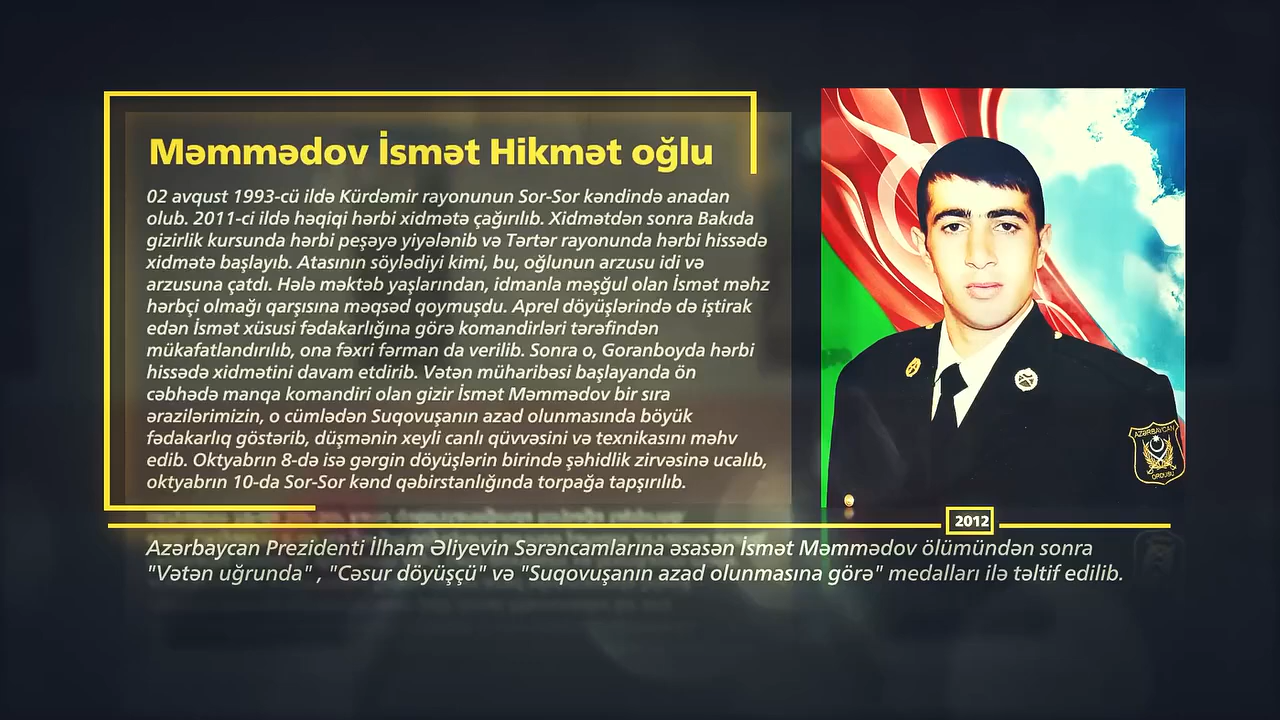 Məmmədov İsmət Hikmət oğlu
02 avqust 1993-cü ildə Kürdəmir rayonunun Sor-Sor kəndində anadan
olub. 2011-ci ildə həqiqi hərbi xidmətə çağırılıb. Xidmətdən sonra Bakıda
gizirlik kursunda hərbi peşəyə yiyələnib və Tərtər rayonunda hərbi hissədə
xidmətə başlayıb. Atasının söylədiyi kimi, bu, oğlunun arzusu idi və
arzusuna çatdı. Hələ məktəb yaşlarından, idmanla məşğul olan İsmət məhz
hərbçi olmağı qarşısına məqsəd qoymuşdu. Aprel döyüşlərində də iştirak
edən İsmət xüsusi fədakarlığına görə komandirləri tərəfindən
mükafatlandırılıb, ona fəxri fərman da verilib. Sonra o, Goranboyda hərbi
hissədə xidmətini davam etdirib. Vətən müharibəsi başlayanda ön
cəbhədə manqa komandiri olan gizir İsmət Məmmədov bir sıra
ərazilərimizin, o cümlədən Suqovuşanın azad olunmasında böyük
fədakarlıq göstərib, düşmənin xeyli canlı qüvvəsini və texnikasını məhv
edib. Oktyabrın 8-də isə gərgin döyüşlərin birində şəhidlik zirvəsinə ucalıb,
oktyabrın 10-da Sor-Sor kənd qəbirstanlığında torpağa tapşırılıb.
AZƏRBAYCAN
ORDUSU
2012
Azərbaycan Prezidenti İlham Əliyevin Sərəncamlarına əsasən İsmət Məmmədov ölümündən sonra
"Vətən uğrunda" , "Cəsur döyüşçü" və "Suqovuşanın azad olunmasına görə" medalları ilə təltif edilib.